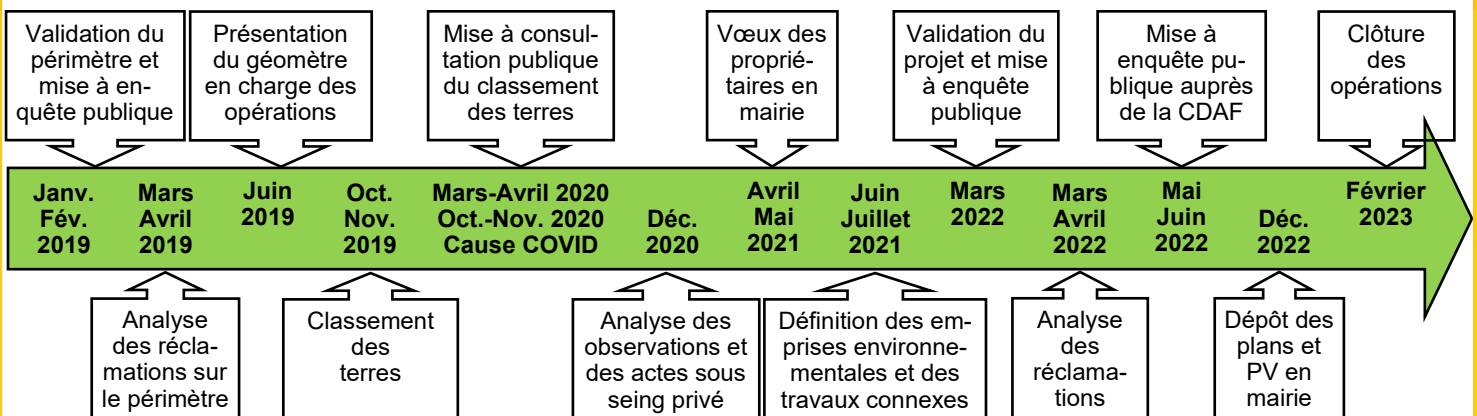 Validation du
périmètre et
mise à en-
quête publique
Présentation
du géomètre
en charge des
opérations
Mise à consul-
tation publique
du classement
des terres
Vœux des
proprié-
taires en
mairie
Validation du
projet et mise
à enquête
publique
Mise à
enquête pu-
blique auprès
de la CDAF
Clôture
des
opérations
Janv.
Fév.
2019
Mars
Avril
2019
Juin
2019
Oct.
Nov.
2019
Mars-Avril 2020
Oct.-Nov. 2020
Cause COVID
Déc.
2020
Avril
Mai
2021
Juin
Juillet
2021
Mars
2022
Mars
Avril
2022
Mai
Juin
2022
Déc.
2022
Février
2023
Analyse
des récla-
mations sur
le périmètre
Classement
des
terres
Analyse des
observations et
des actes sous
seing privé
Définition des em-
prises environne-
mentales et des
travaux connexes
Analyse
des
réclama-
tions
Dépôt des
plans et
PV en
mairie